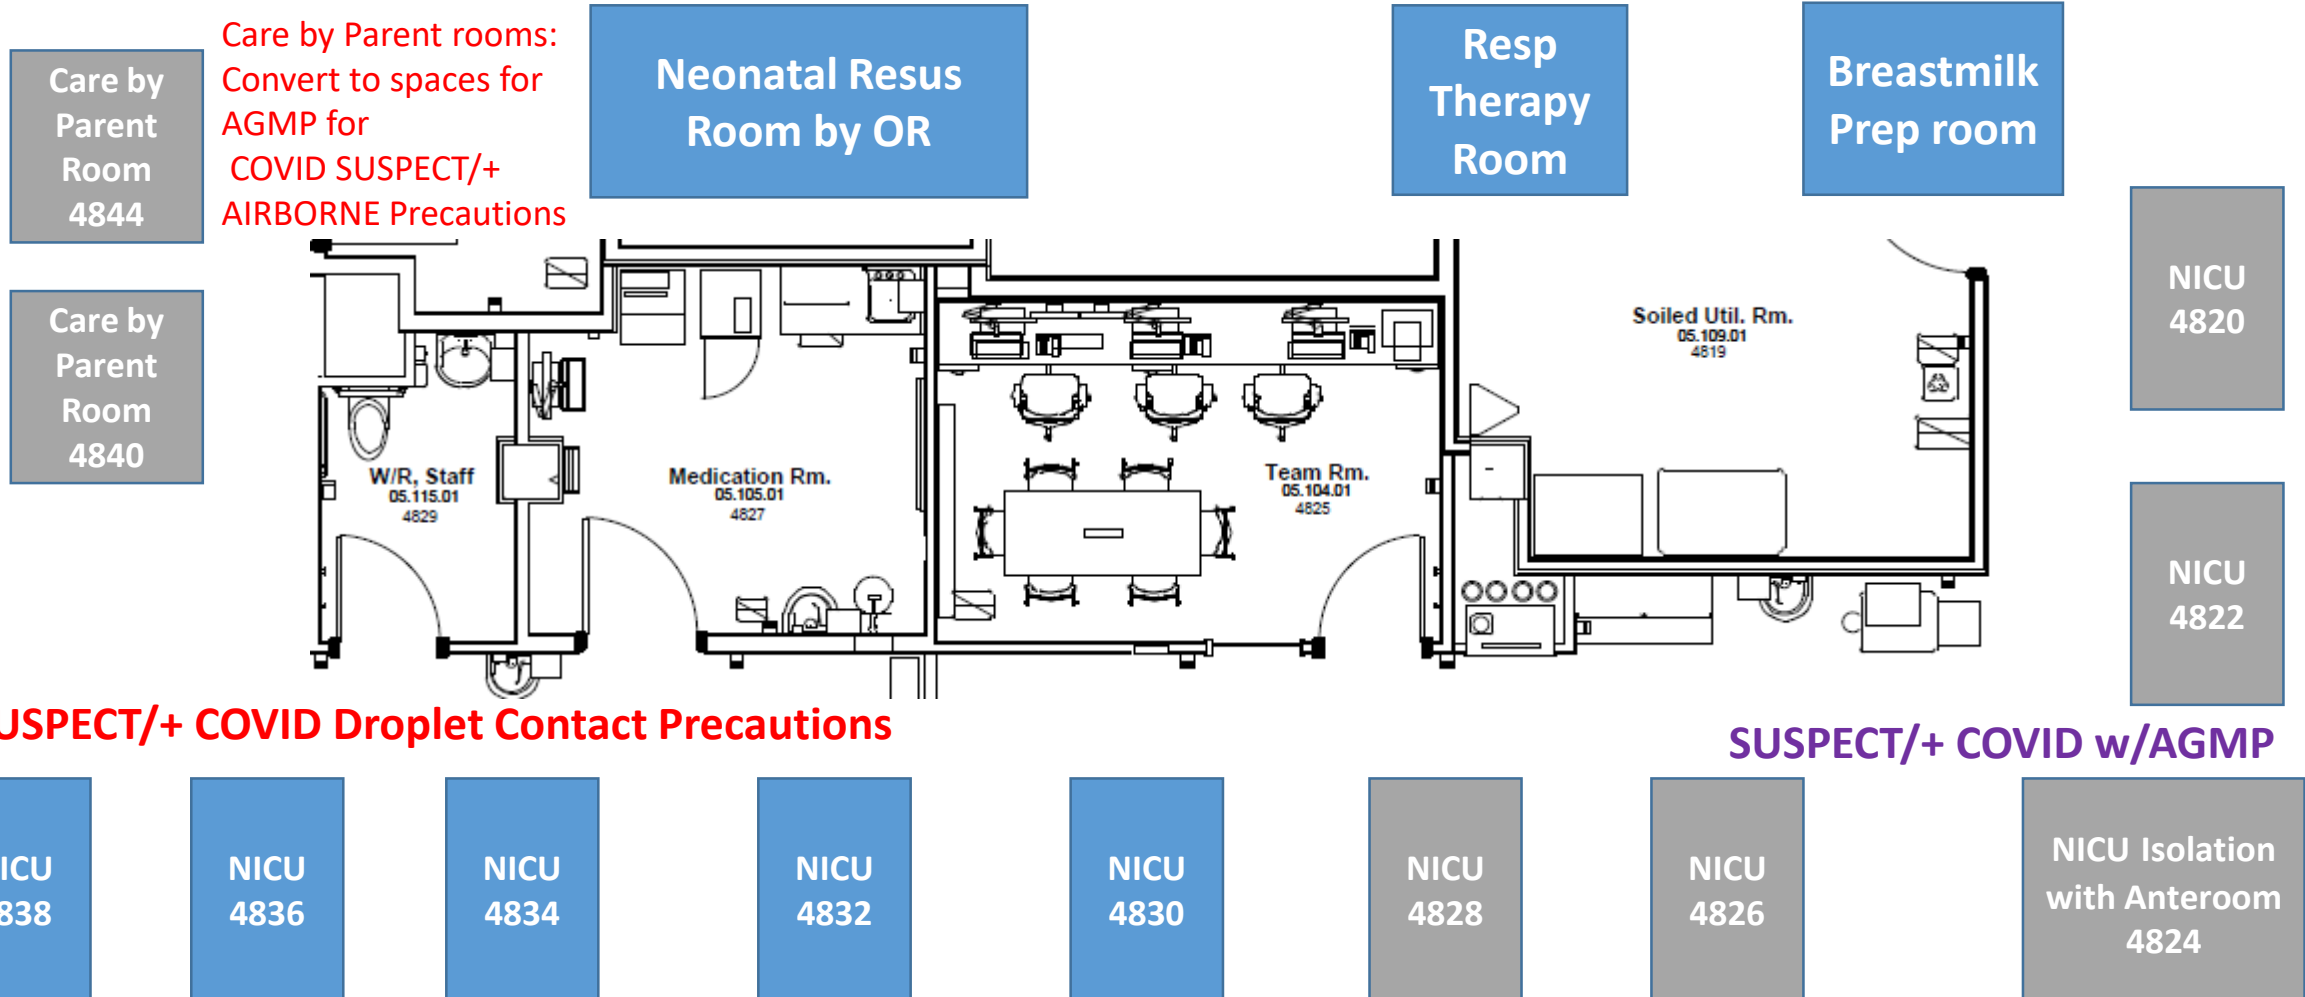 Care by
Parent
Room
4844
Care by Parent rooms:
Convert to spaces for
AGMP for
COVID SUSPECT/+
AIRBORNE Precautions
Neonatal Resus
Room by OR
Resp
Therapy
Room
Breastmilk
Prep room
Care by
Parent
Room
4840
NICU
4820
Soiled Util. Rm.
05.109.01
4819
W/R, Staff
05.115.01
4829
Medication Rm.
05.105.01
4827
Team Rm.
05.104.01
4825
NICU
4822
USPECT/+ COVID Droplet Contact Precautions
SUSPECT/+ COVID w/AGMP
ICU
838
NICU
4836
NICU
4834
NICU
4832
NICU
4830
NICU
4828
NICU
4826
NICU Isolation
with Anteroom
4824